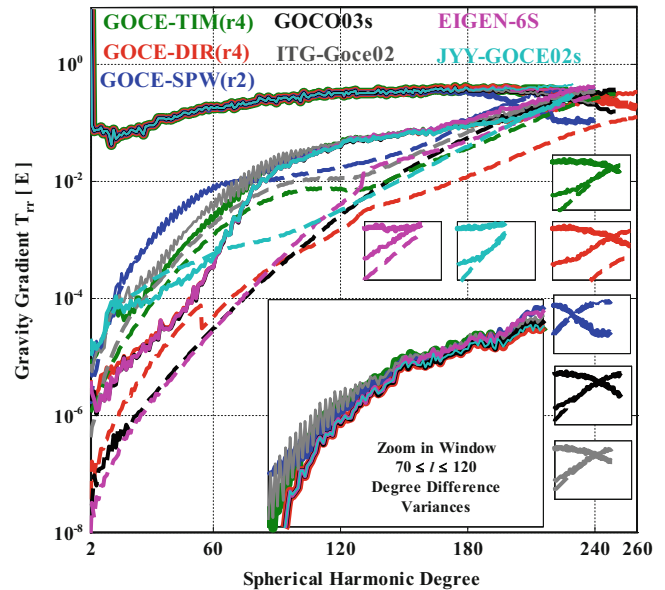 GOCE-TIM(r4) GOCO03s EIGEN-6S
GOCE-DIR(r4) ITG-Goce02 JYY-GOCE02s
GOCE-SPW(r2)
Gravity Gradient Trr [ E ]
10^0
10^-2
10^-4
10^-6
10^-8
Zoom in Window
70 ≤ l ≤ 120
Degree Difference
Variances
2 60 120 180 240 260
Spherical Harmonic Degree